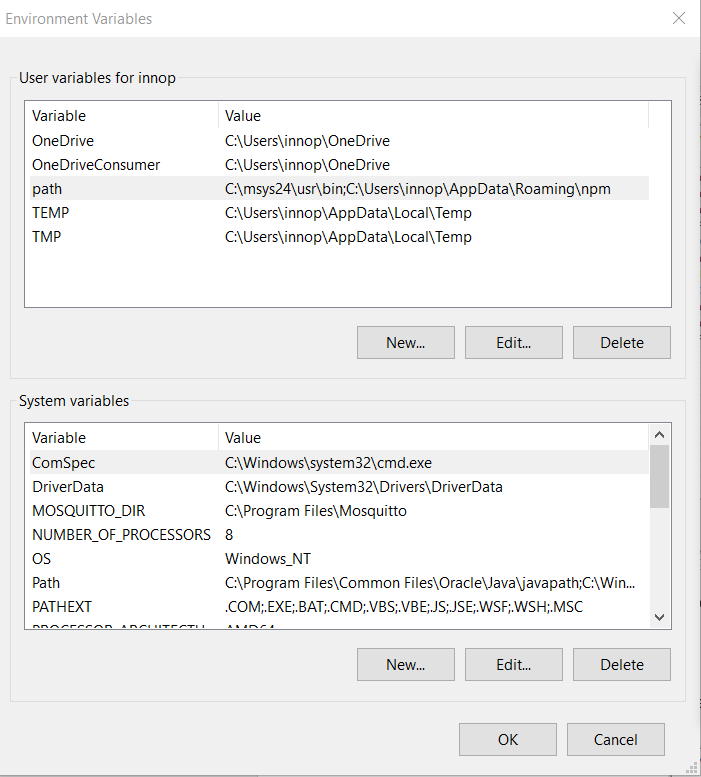 Environment Variables
User variables for innop
Variable Value
OneDrive C:\Users\innop\OneDrive
OneDriveConsumer C:\Users\innop\OneDrive
path C:\msys24\usr\bin;C:\Users\innop\AppData\Roaming\npm
TEMP C:\Users\innop\AppData\Local\Temp
TMP C:\Users\innop\AppData\Local\Temp
New... Edit... Delete
System variables
Variable Value
ComSpec C:\Windows\system32\cmd.exe
DriverData C:\Windows\System32\Drivers\DriverData
MOSQUITTO_DIR C:\Program Files\Mosquitto
NUMBER_OF_PROCESSORS 8
OS Windows_NT
Path C:\Program Files\Common Files\Oracle\Java\javapath;C:\Win...
PATHEXT .COM;.EXE;.BAT;.CMD;.VBS;.VBE;.JS;.JSE;.WSF;.WSH;.MSC
PROCESSOR_ARCHITECTU... AMD64
New... Edit... Delete
OK Cancel